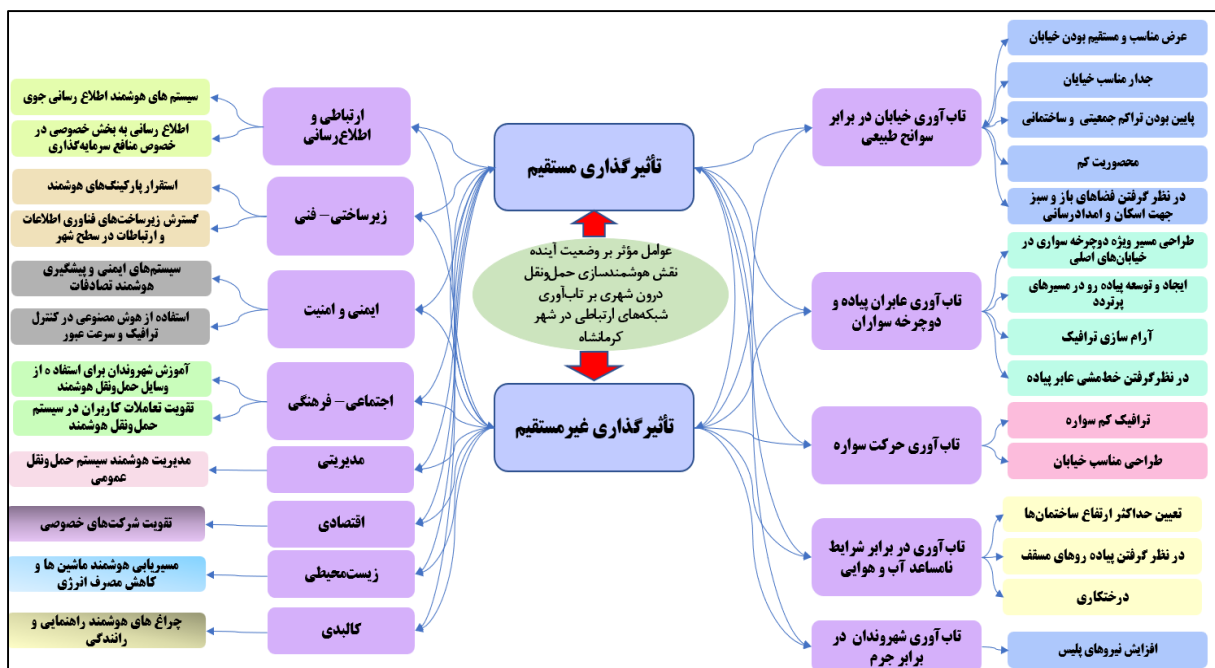 عرض مناسب و مستقیم بودن خیابان
جدار مناسب خیابان
پایین بودن تراکم جمعیتی و ساختمانی
محصوریت کم
در نظر گرفتن فضاهای باز و سبز
جهت اسکان و امدادرسانی
تاب‌آوری خیابان در برابر
سوانح طبیعی
طراحی مسیر ویژه دوچرخه سواری در
خیابان‌های اصلی
ایجاد و توسعه پیاده رو در مسیرهای
پرتردد
آرام سازی ترافیک
در نظرگرفتن خط‌مشی عابر پیاده
تاب‌آوری عابران پیاده و
دوچرخه سواران
ترافیک کم سواره
طراحی مناسب خیابان
تاب‌آوری حرکت سواره
تعیین حداکثر ارتفاع ساختمان‌ها
در نظر گرفتن پیاده روهای مسقف
درختکاری
تاب‌آوری در برابر شرایط
نامساعد آب و هوایی
افزایش نیروهای پلیس
تاب‌آوری شهروندان در
برابر جرم
تأثیرگذاری مستقیم
عوامل مؤثر بر وضعیت آینده
نقش هوشمندسازی حمل‌ونقل
درون شهری بر تاب‌آوری
شبکه‌های ارتباطی در شهر
کرمانشاه
تأثیرگذاری غیرمستقیم
ارتباطی و
اطلاع‌رسانی
سیستم های هوشمند اطلاع رسانی جوی
اطلاع رسانی به بخش خصوصی در
خصوص منافع سرمایه‌گذاری
زیرساختی- فنی
استقرار پارکینگ‌های هوشمند
گسترش زیرساخت‌های فناوری اطلاعات
و ارتباطات در سطح شهر
ایمنی و امنیت
سیستم‌های ایمنی و پیشگیری
هوشمند تصادفات
استفاده از هوش مصنوعی در کنترل
ترافیک و سرعت عبور
اجتماعی- فرهنگی
آموزش شهروندان برای استفاد ه از
وسایل حمل‌ونقل هوشمند
تقویت تعاملات کاربران در سیستم
حمل‌ونقل هوشمند
مدیریتی
مدیریت هوشمند سیستم حمل‌ونقل
عمومی
اقتصادی
تقویت شرکت‌های خصوصی
زیست‌محیطی
مسیریابی هوشمند ماشین ها و
کاهش مصرف انرژی
کالبدی
چراغ های هوشمند راهنمایی و
رانندگی